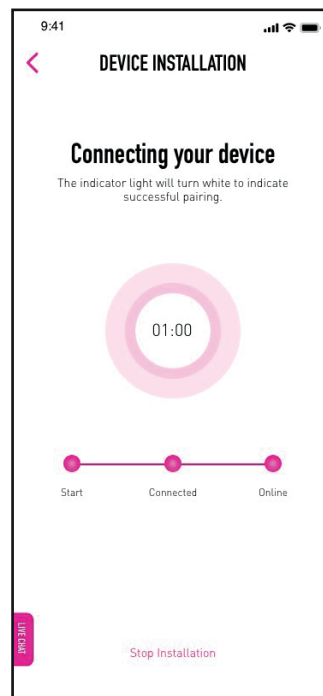 9:41
DEVICE INSTALLATION
Connecting your device
The indicator light will turn white to indicate
successful pairing.
01:00
Start Connected Online
LIVE CHAT
Stop Installation